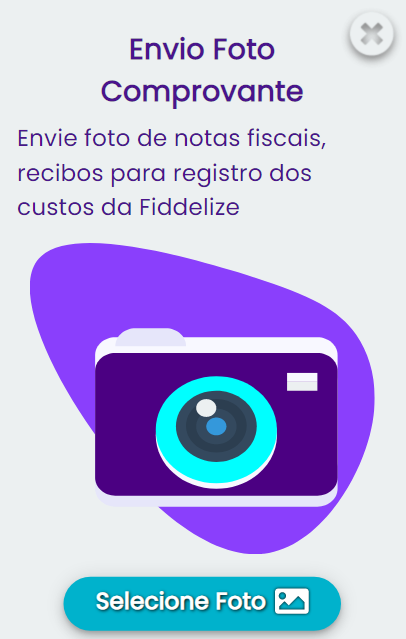 Envio Foto
Comprovante
Envie foto de notas fiscais,
recibos para registro dos
custos da Fiddelize
Selecione Foto